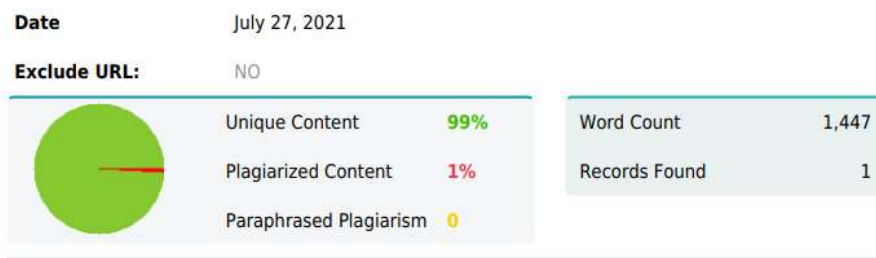 Date July 27, 2021
Exclude URL: NO
Unique Content 99%
Plagiarized Content 1%
Paraphrased Plagiarism 0
Word Count 1,447
Records Found 1